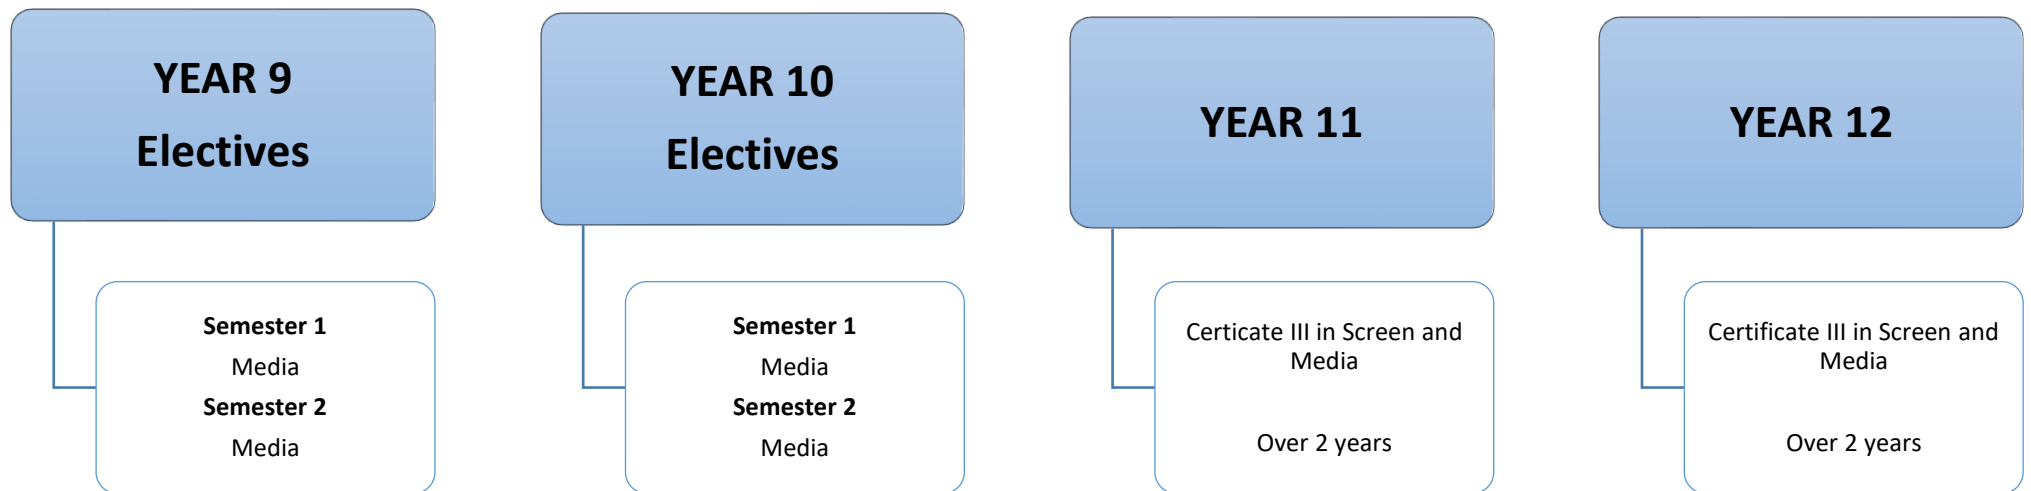 YEAR 9
Electives
Semester 1
Media
Semester 2
Media
YEAR 10
Electives
Semester 1
Media
Semester 2
Media
YEAR 11
Certicate III in Screen and
Media
Over 2 years
YEAR 12
Certificate III in Screen and
Media
Over 2 years